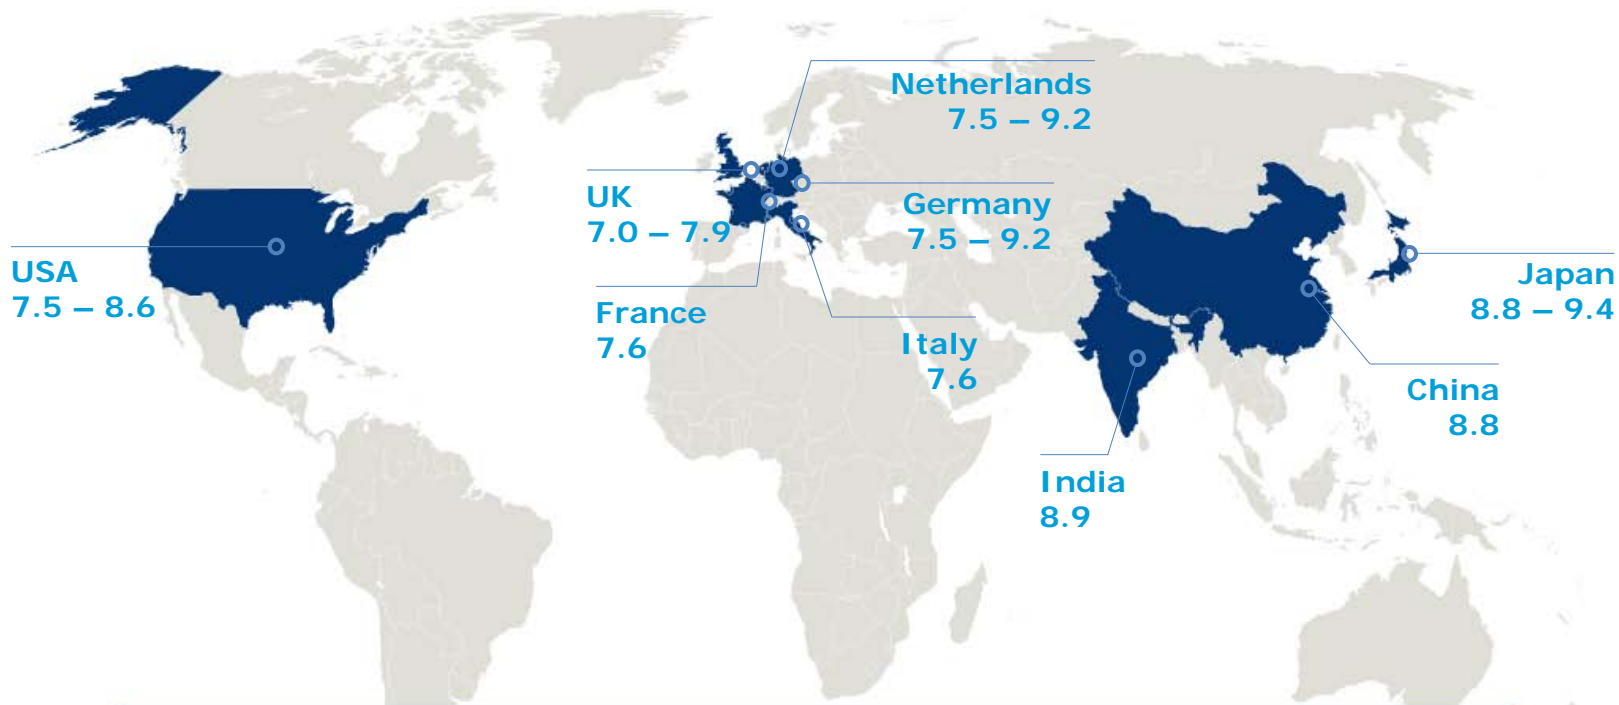 Netherlands
7.5 – 9.2
UK
7.0 – 7.9
Germany
7.5 – 9.2
USA
7.5 – 8.6
Japan
8.8 – 9.4
France
7.6
Italy
7.6
China
8.8
India
8.9